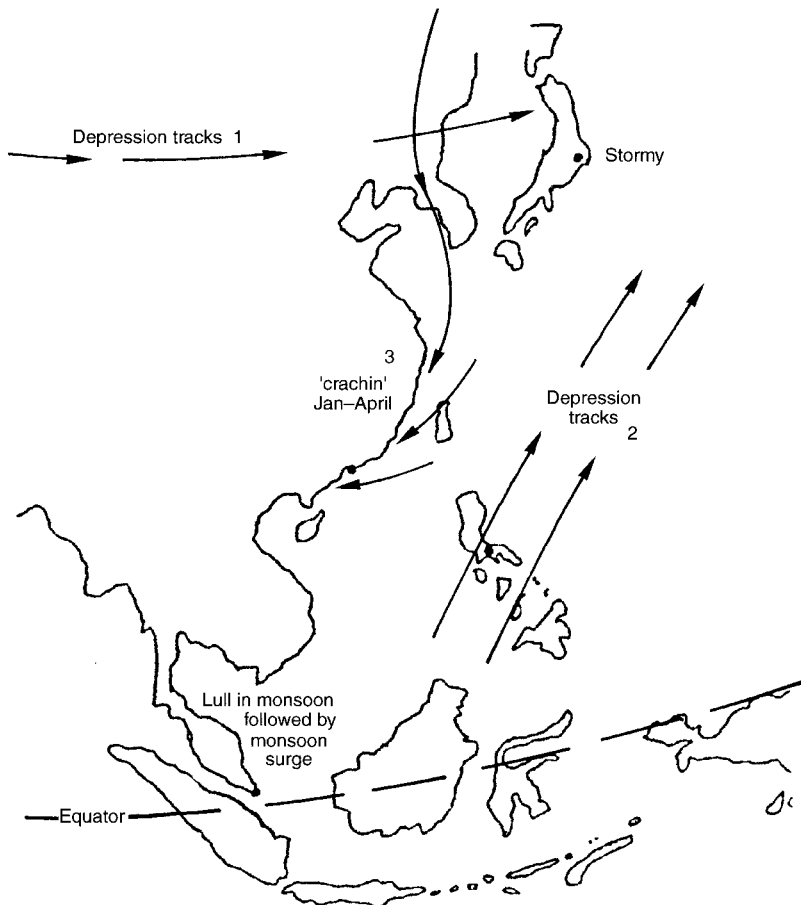 Depression tracks 1
Stormy
3
'crachin'
Jan–April
Depression
tracks 2
Lull in monsoon
followed by
monsoon
surge
Equator